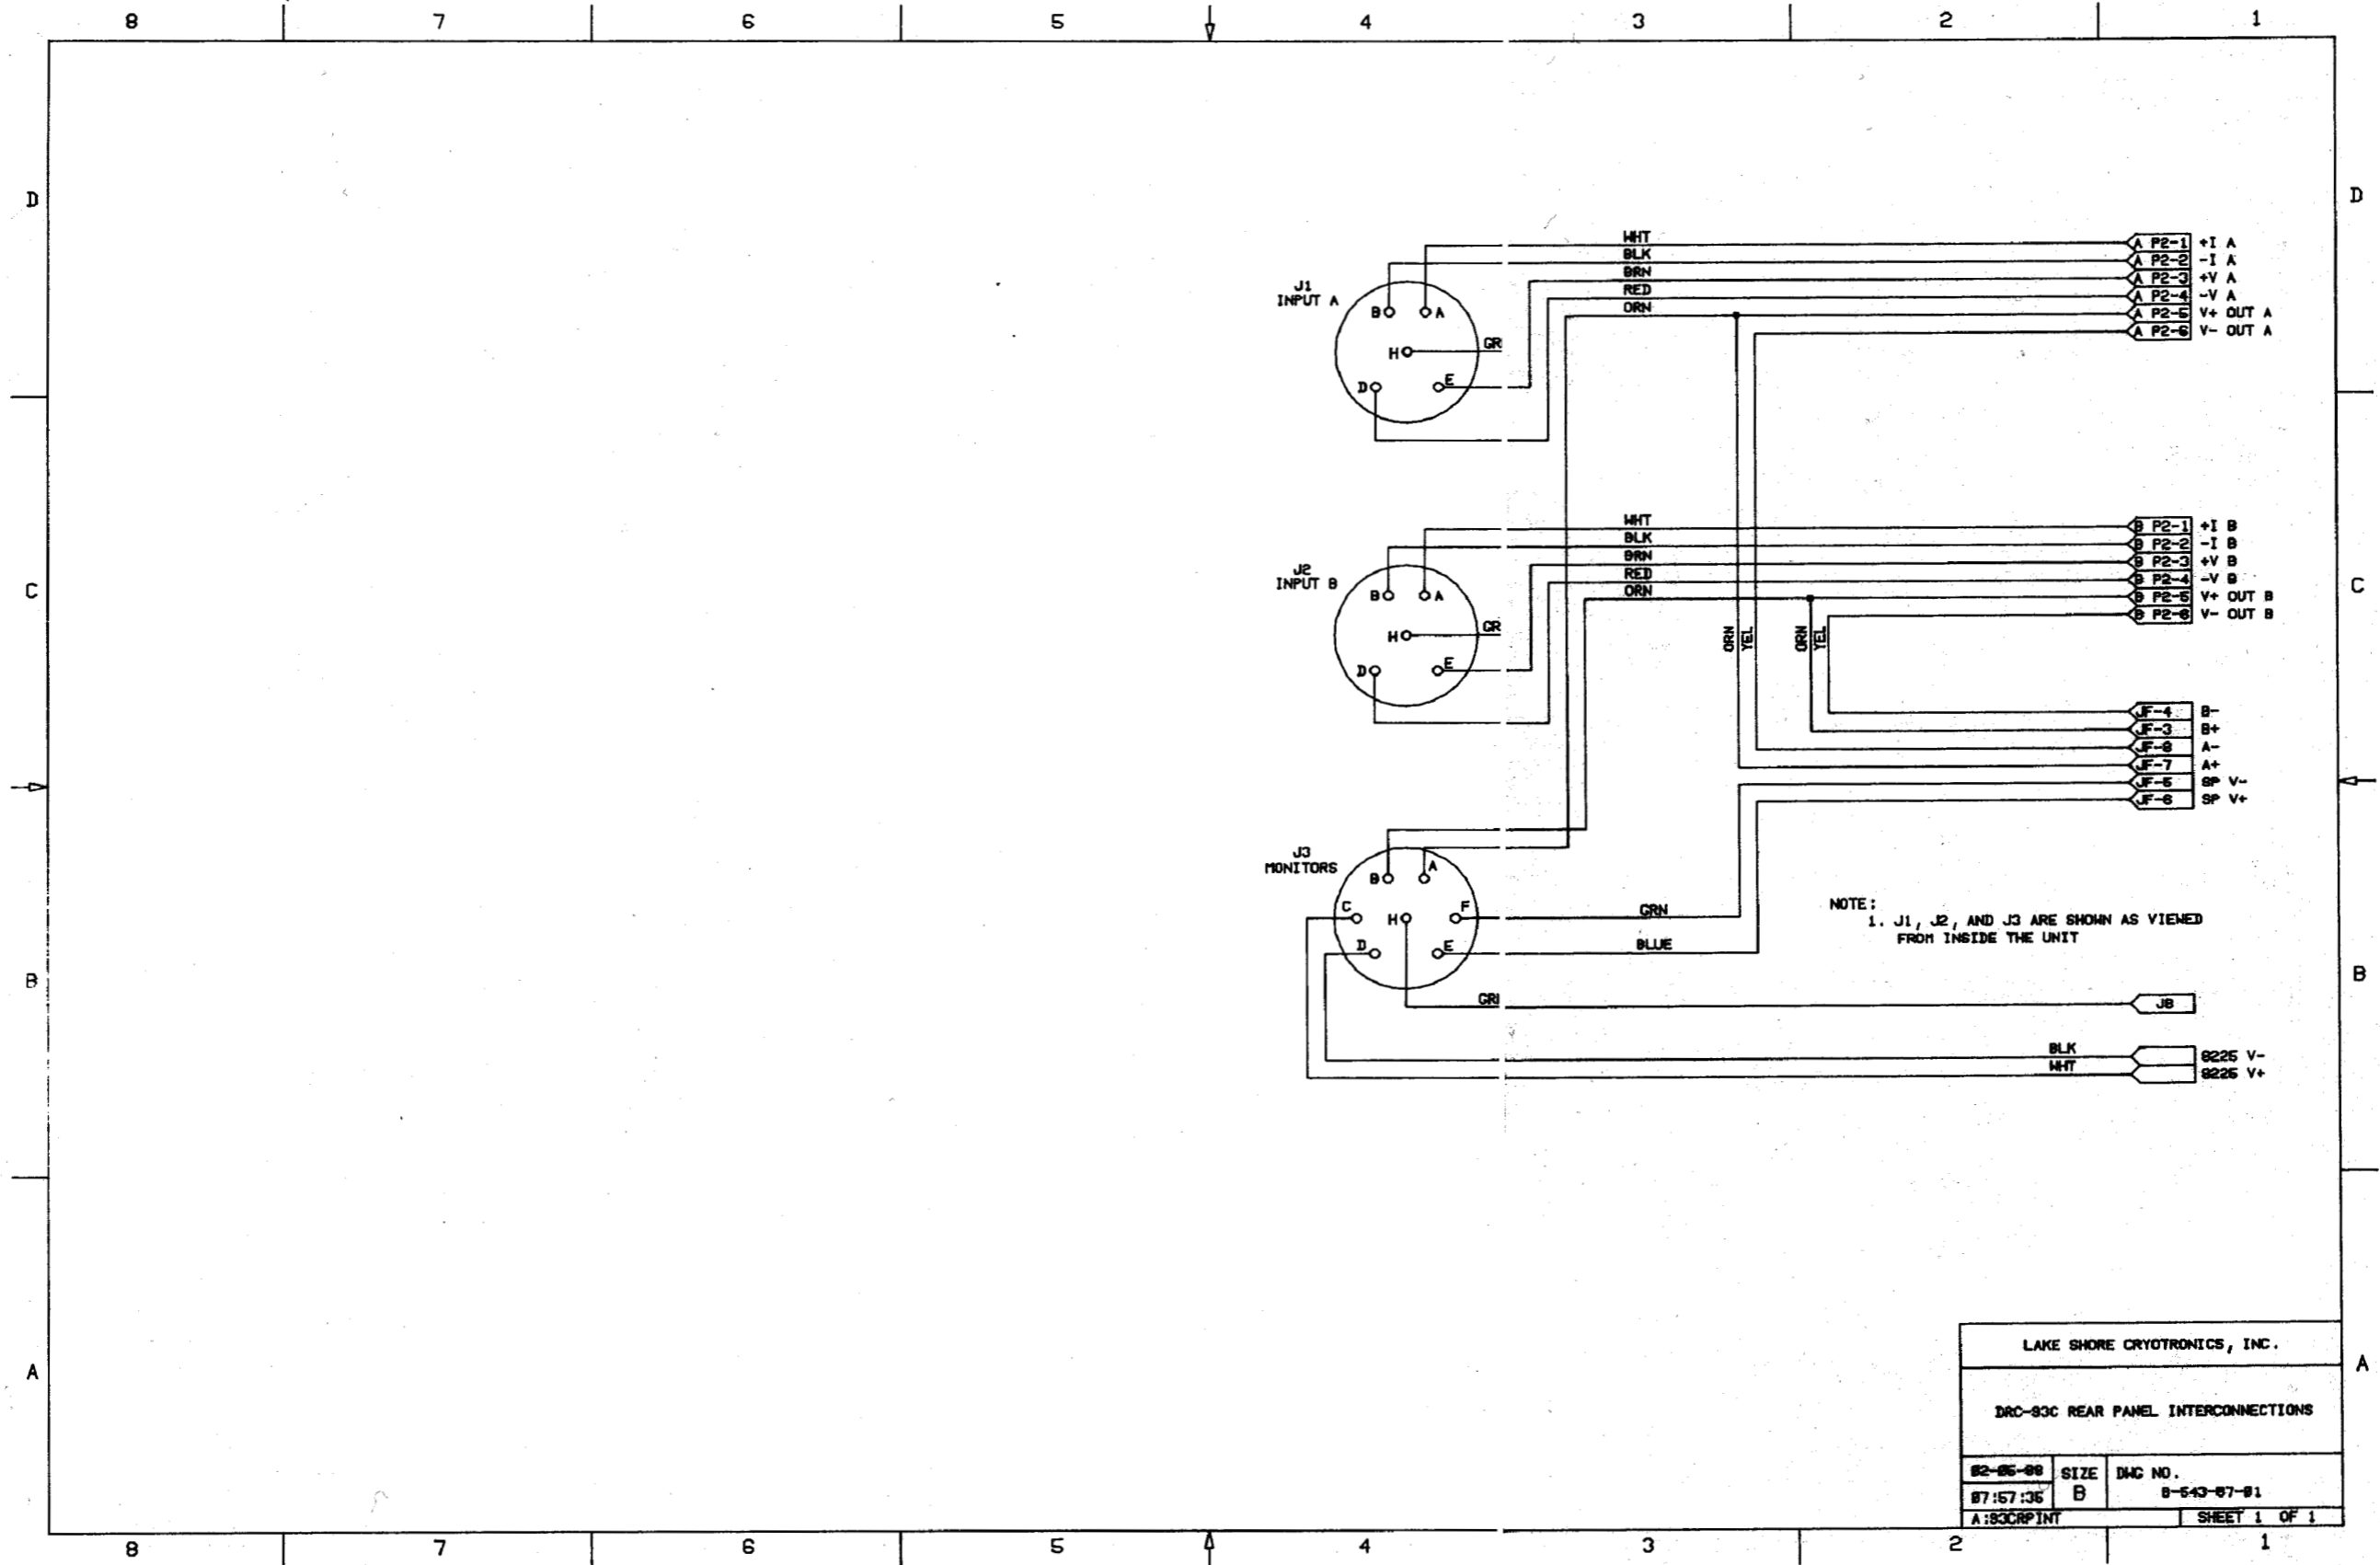 8 7 6 5 4 3 2 1
D
D
J1
INPUT A
B
A
H
D
E
GR
WHT
BLK
BRN
RED
ORN
A P2-1 +I A
A P2-2 -I A
A P2-3 +V A
A P2-4 -V A
A P2-5 V+ OUT A
A P2-6 V- OUT A
C
C
J2
INPUT B
B
A
H
D
E
GR
WHT
BLK
BRN
RED
ORN
ORN
YEL
ORN
YEL
B P2-1 +I B
B P2-2 -I B
B P2-3 +V B
B P2-4 -V B
B P2-5 V+ OUT B
B P2-6 V- OUT B
JF-4 B-
JF-3 B+
JF-8 A-
JF-7 A+
JF-5 SP V-
JF-6 SP V+
J3
MONITORS
B
A
C
H
F
D
E
GRN
BLUE
NOTE:
1. J1, J2, AND J3 ARE SHOWN AS VIEWED
FROM INSIDE THE UNIT
B
B
GRI
J8
BLK
8225 V-
WHT
8225 V+
A
A
LAKE SHORE CRYOTRONICS, INC.
DRC-93C REAR PANEL INTERCONNECTIONS
SIZE
B
DWG NO.
07:57:35
A:93CRPINT
SHEET 1 OF 1
8 7 6 5 4 3 2 1